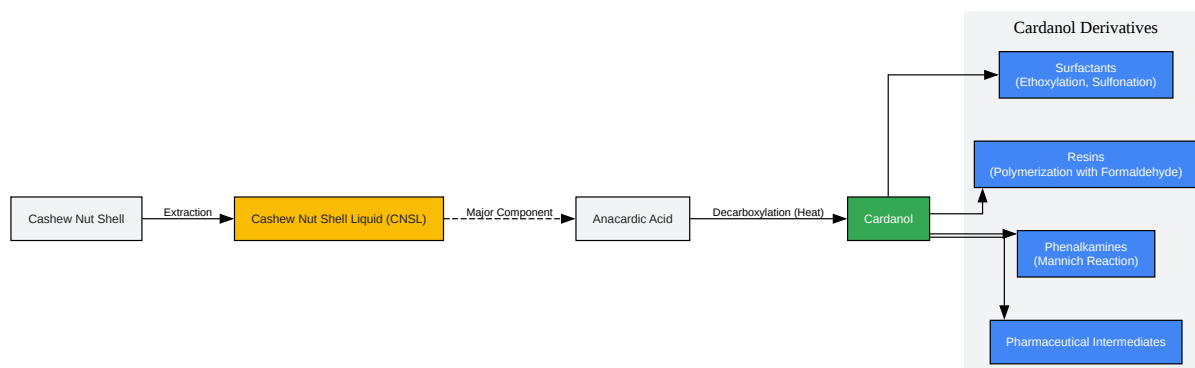 Cardanol Derivatives
Surfactants
(Ethoxylation, Sulfonation)
Resins
(Polymerization with Formaldehyde)
Cashew Nut Shell
Extraction
Cashew Nut Shell Liquid (CNSL)
Major Component
Anacardic Acid
Decarboxylation (Heat)
Cardanol
Phenalkamines
(Mannich Reaction)
Pharmaceutical Intermediates